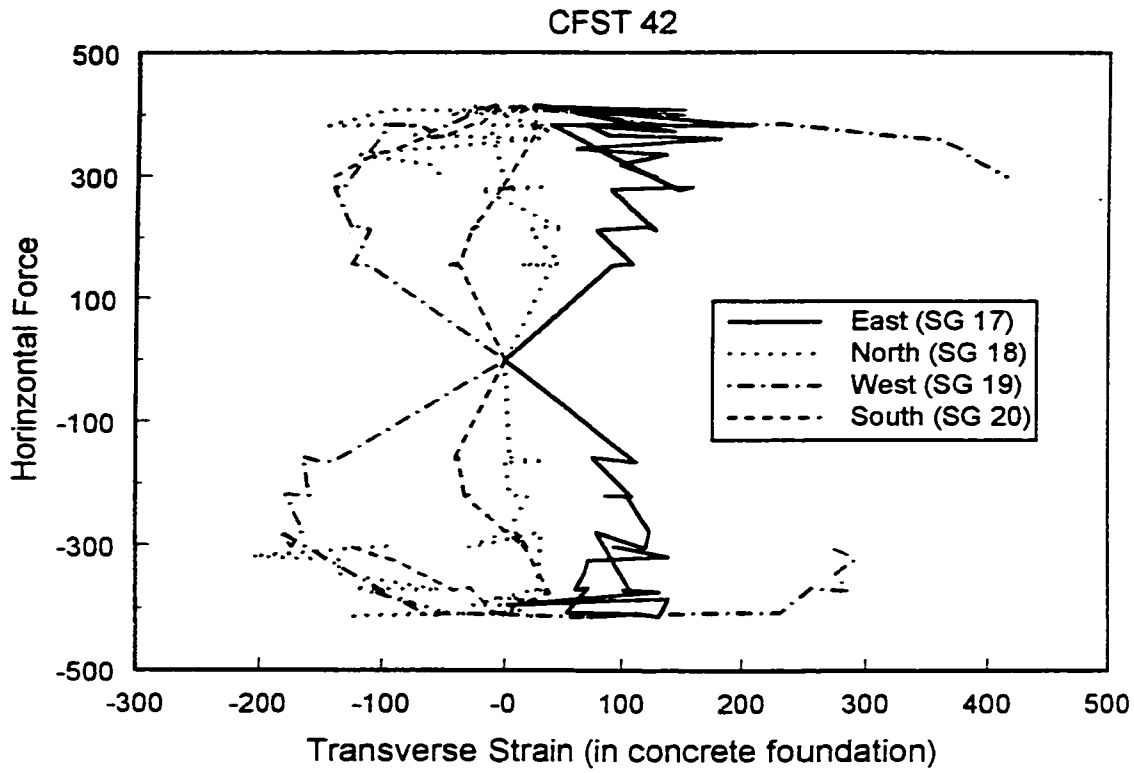 CFST 42
500
300
100
-100
-300
-500
Horinzontal Force
East (SG 17)
North (SG 18)
West (SG 19)
South (SG 20)
-300
-200
-100
-0
100
200
300
400
500
Transverse Strain (in concrete foundation)